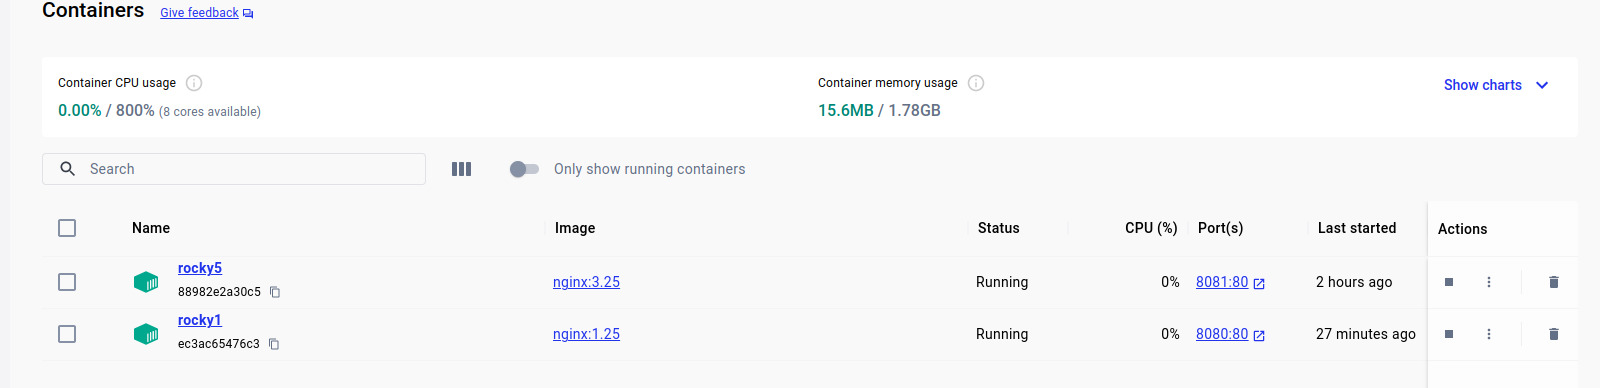 Containers Give feedback
Container CPU usage
0.00% / 800% (8 cores available)
Container memory usage
15.6MB / 1.78GB
Show charts
Search
Only show running containers
Name Image Status CPU (%) Port(s) Last started Actions
rocky5
88982e2a30c5
nginx:3.25 Running 0% 8081:80 2 hours ago
rocky1
ec3ac65476c3
nginx:1.25 Running 0% 8080:80 27 minutes ago